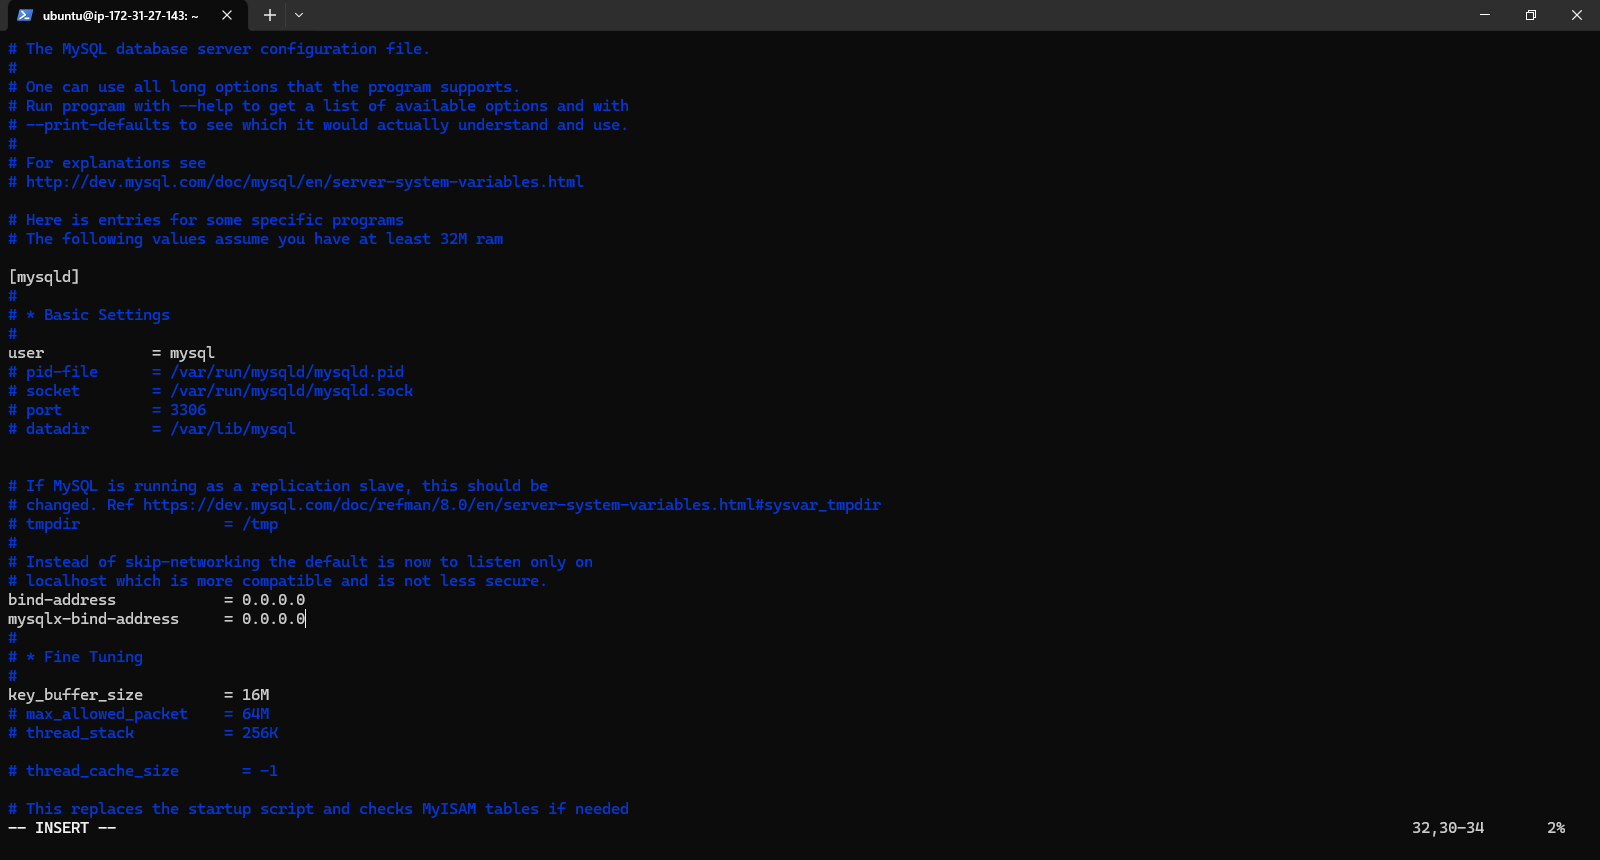 ubuntu@ip-172-31-27-143: ~
# The MySQL database server configuration file.
#
# One can use all long options that the program supports.
# Run program with --help to get a list of available options and with
# --print-defaults to see which it would actually understand and use.
#
# For explanations see
# http://dev.mysql.com/doc/mysql/en/server-system-variables.html
# Here is entries for some specific programs
# The following values assume you have at least 32M ram
[mysqld]
#
# * Basic Settings
#
user            = mysql
# pid-file      = /var/run/mysqld/mysqld.pid
# socket        = /var/run/mysqld/mysqld.sock
# port          = 3306
# datadir       = /var/lib/mysql
# If MySQL is running as a replication slave, this should be
# changed. Ref https://dev.mysql.com/doc/refman/8.0/en/server-system-variables.html#sysvar_tmpdir
# tmpdir                = /tmp
#
# Instead of skip-networking the default is now to listen only on
# localhost which is more compatible and is not less secure.
bind-address            = 0.0.0.0
mysqlx-bind-address     = 0.0.0.0
#
# * Fine Tuning
#
key_buffer_size         = 16M
# max_allowed_packet    = 64M
# thread_stack          = 256K
# thread_cache_size       = -1
# This replaces the startup script and checks MyISAM tables if needed
-- INSERT --                    32,30-34       2%